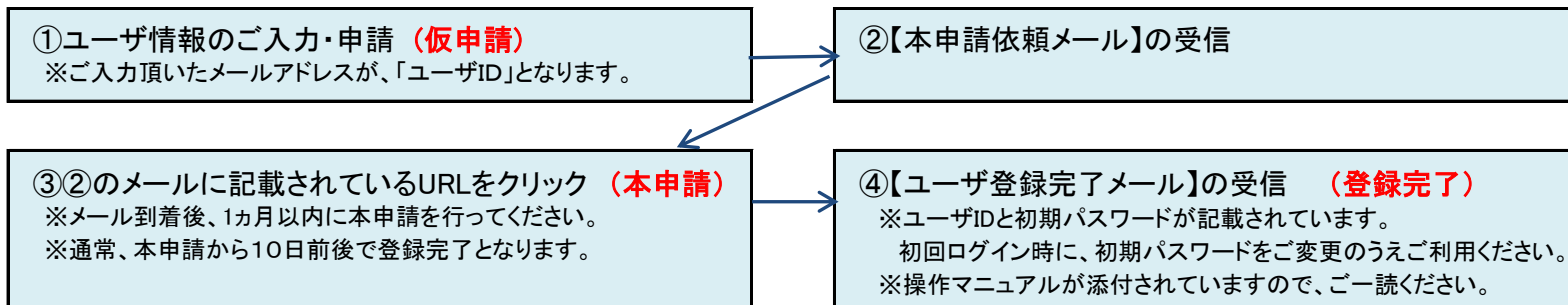 ①ユーザ情報のご入力・申請（仮申請）
※ご入力頂いたメールアドレスが、「ユーザID」となります。
②【本申請依頼メール】の受信
③②のメールに記載されているURLをクリック （本申請）
※メール到着後、1ヵ月以内に本申請を行ってください。
※通常、本申請から１０日前後で登録完了となります。
④【ユーザ登録完了メール】の受信 （登録完了）
※ユーザIDと初期パスワードが記載されています。
初回ログイン時に、初期パスワードをご変更のうえご利用ください。
※操作マニュアルが添付されていますので、ご一読ください。